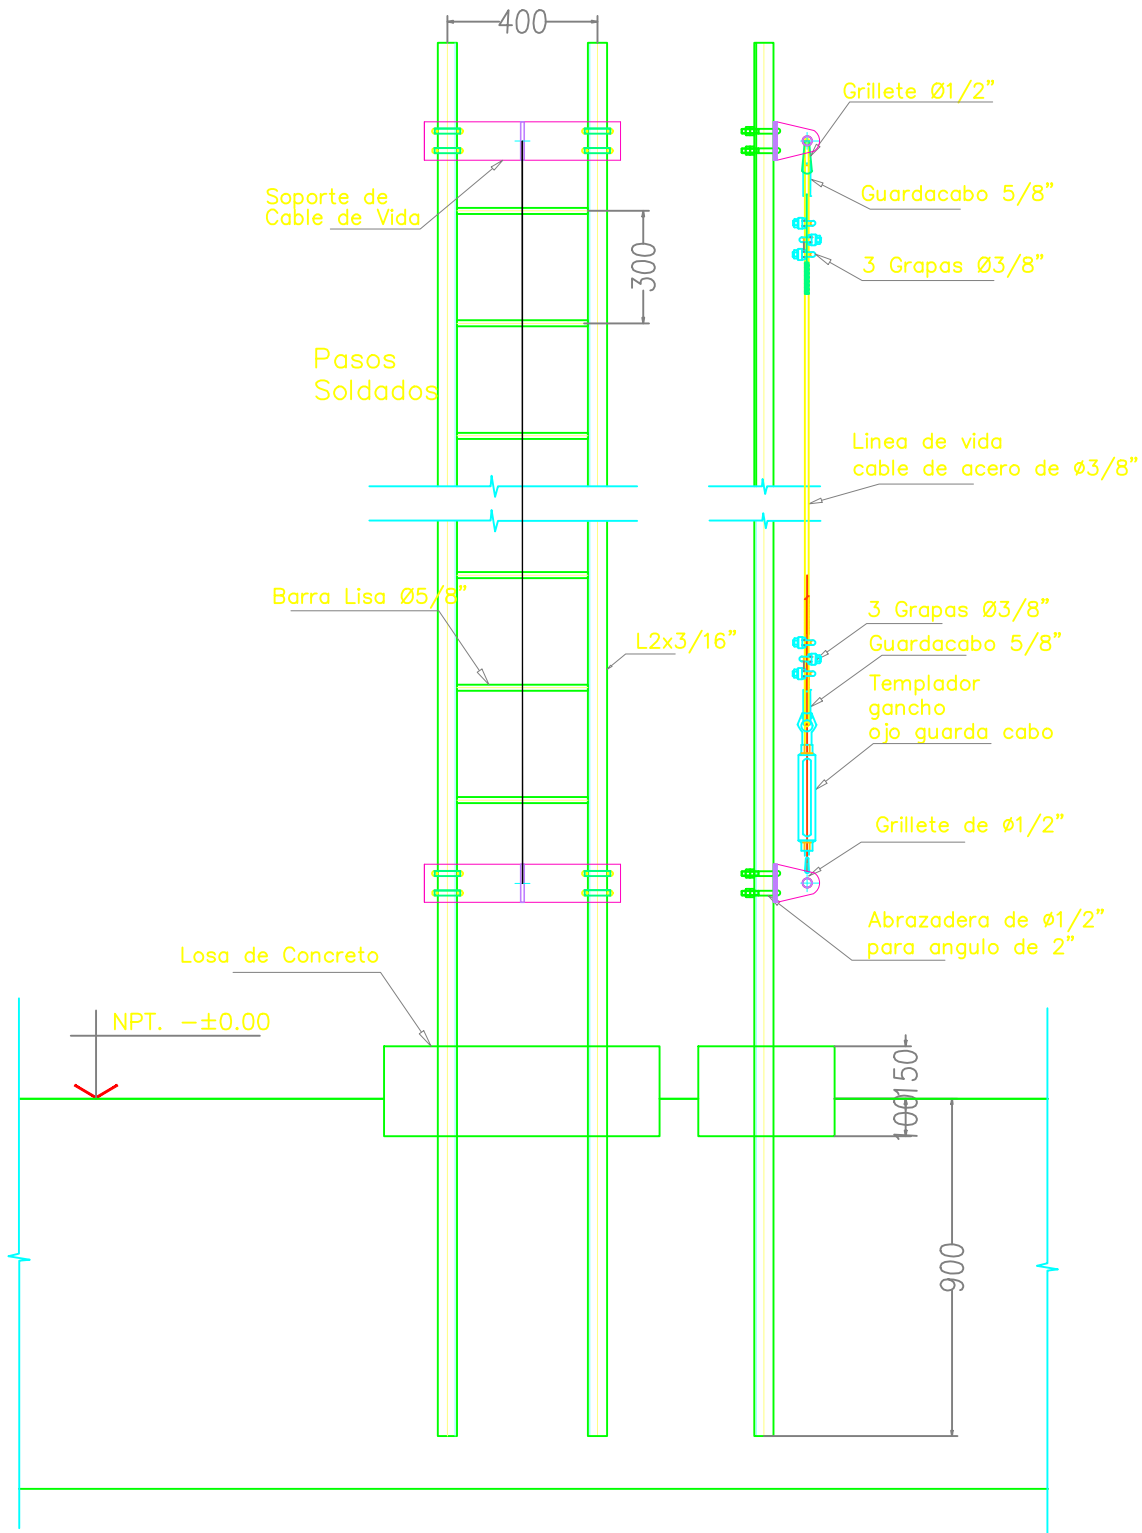 400
Grillete Ø1/2”
Soporte de
Cable de Vida
Guardacabo 5/8”
300
3 Grapas Ø3/8”
Pasos
Soldados
Linea de vida
cable de acero de ø3/8”
Barra Lisa Ø5/8”
L2x3/16”
3 Grapas Ø3/8”
Guardacabo 5/8”
Templador
gancho
ojo guarda cabo
Grillete de ø1/2”
Abrazadera de ø1/2”
para angulo de 2”
Losa de Concreto
NPT. -±0.00
150
100
900